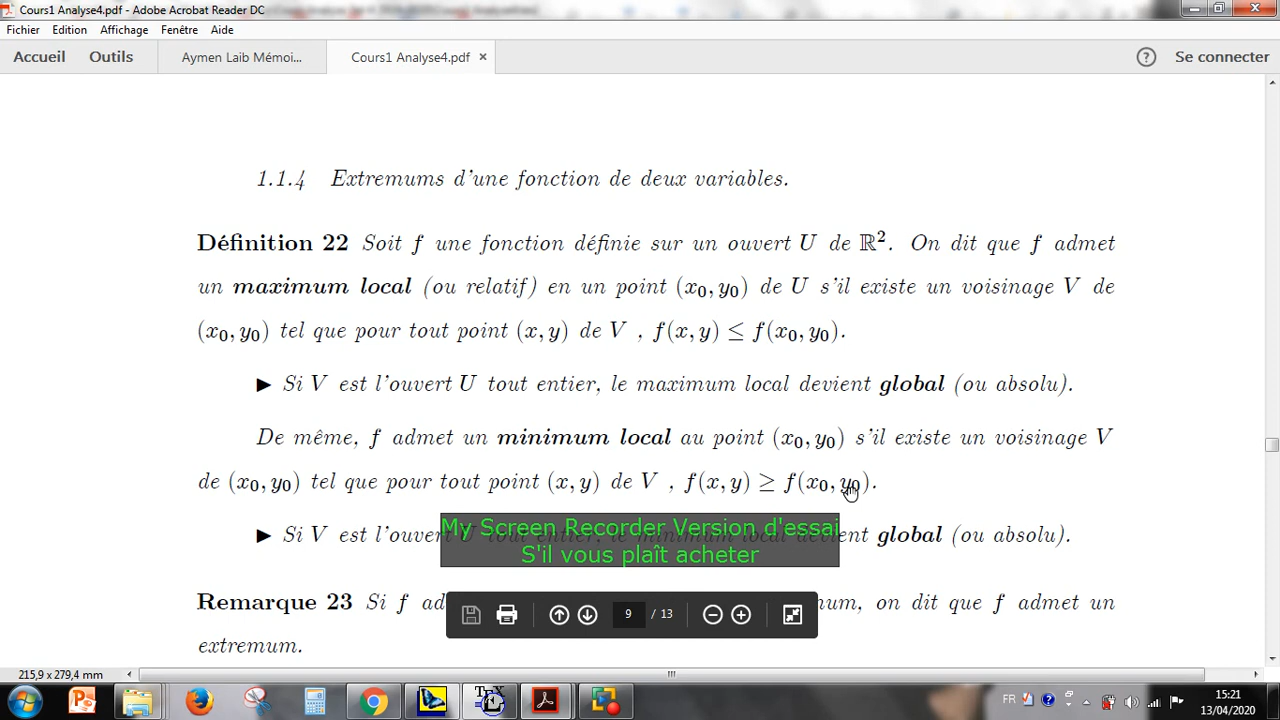 Cours1 Analyse4.pdf - Adobe Acrobat Reader DC
Fichier Edition Affichage Fenêtre Aide
Accueil Outils Aymen Laib Mémoi... Cours1 Analyse4.pdf × ? Se connecter
1.1.4 Extremums d'une fonction de deux variables.
Définition 22 Soit f une fonction définie sur un ouvert U de ℝ². On dit que f admet
un maximum local (ou relatif) en un point (x₀, y₀) de U s'il existe un voisinage V de
(x₀, y₀) tel que pour tout point (x, y) de V , f(x, y) ≤ f(x₀, y₀).
► Si V est l'ouvert U tout entier, le maximum local devient global (ou absolu).
De même, f admet un minimum local au point (x₀, y₀) s'il existe un voisinage V
de (x₀, y₀) tel que pour tout point (x, y) de V , f(x, y) ≥ f(x₀, y₀).
My Screen Recorder Version d'essai
S'il vous plaît acheter
► Si V est l'ouvert U tout entier, le minimum local devient global (ou absolu).
Remarque 23 Si f ad num, on dit que f admet un
extremum.
9 / 13
215,9 x 279,4 mm
FR 15:21
13/04/2020